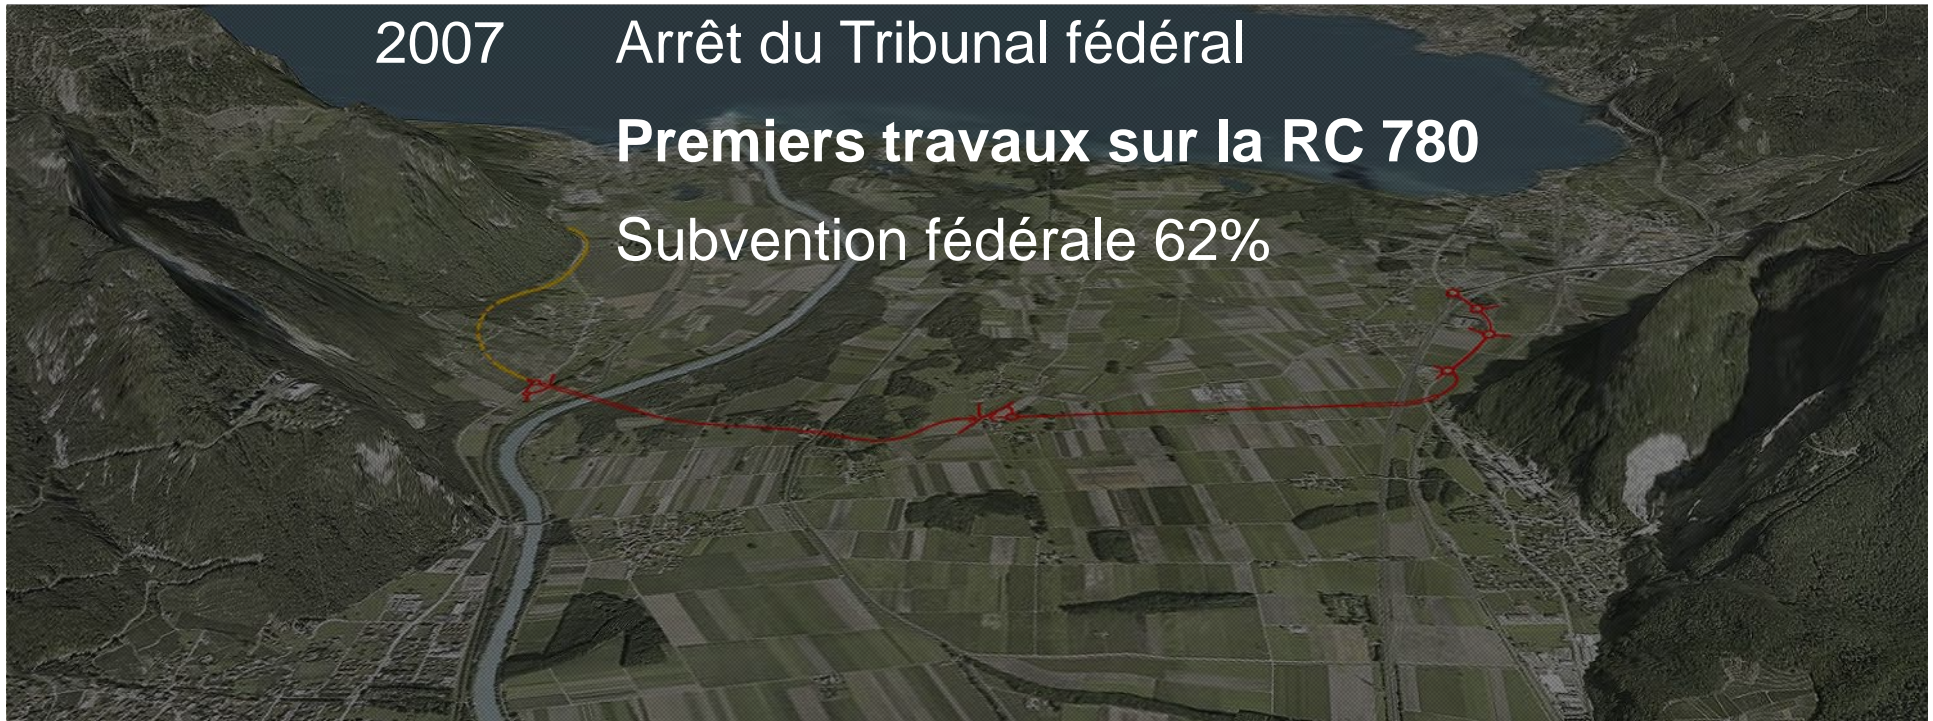 2007 Arrêt du Tribunal fédéral
Premiers travaux sur la RC 780
Subvention fédérale 62%